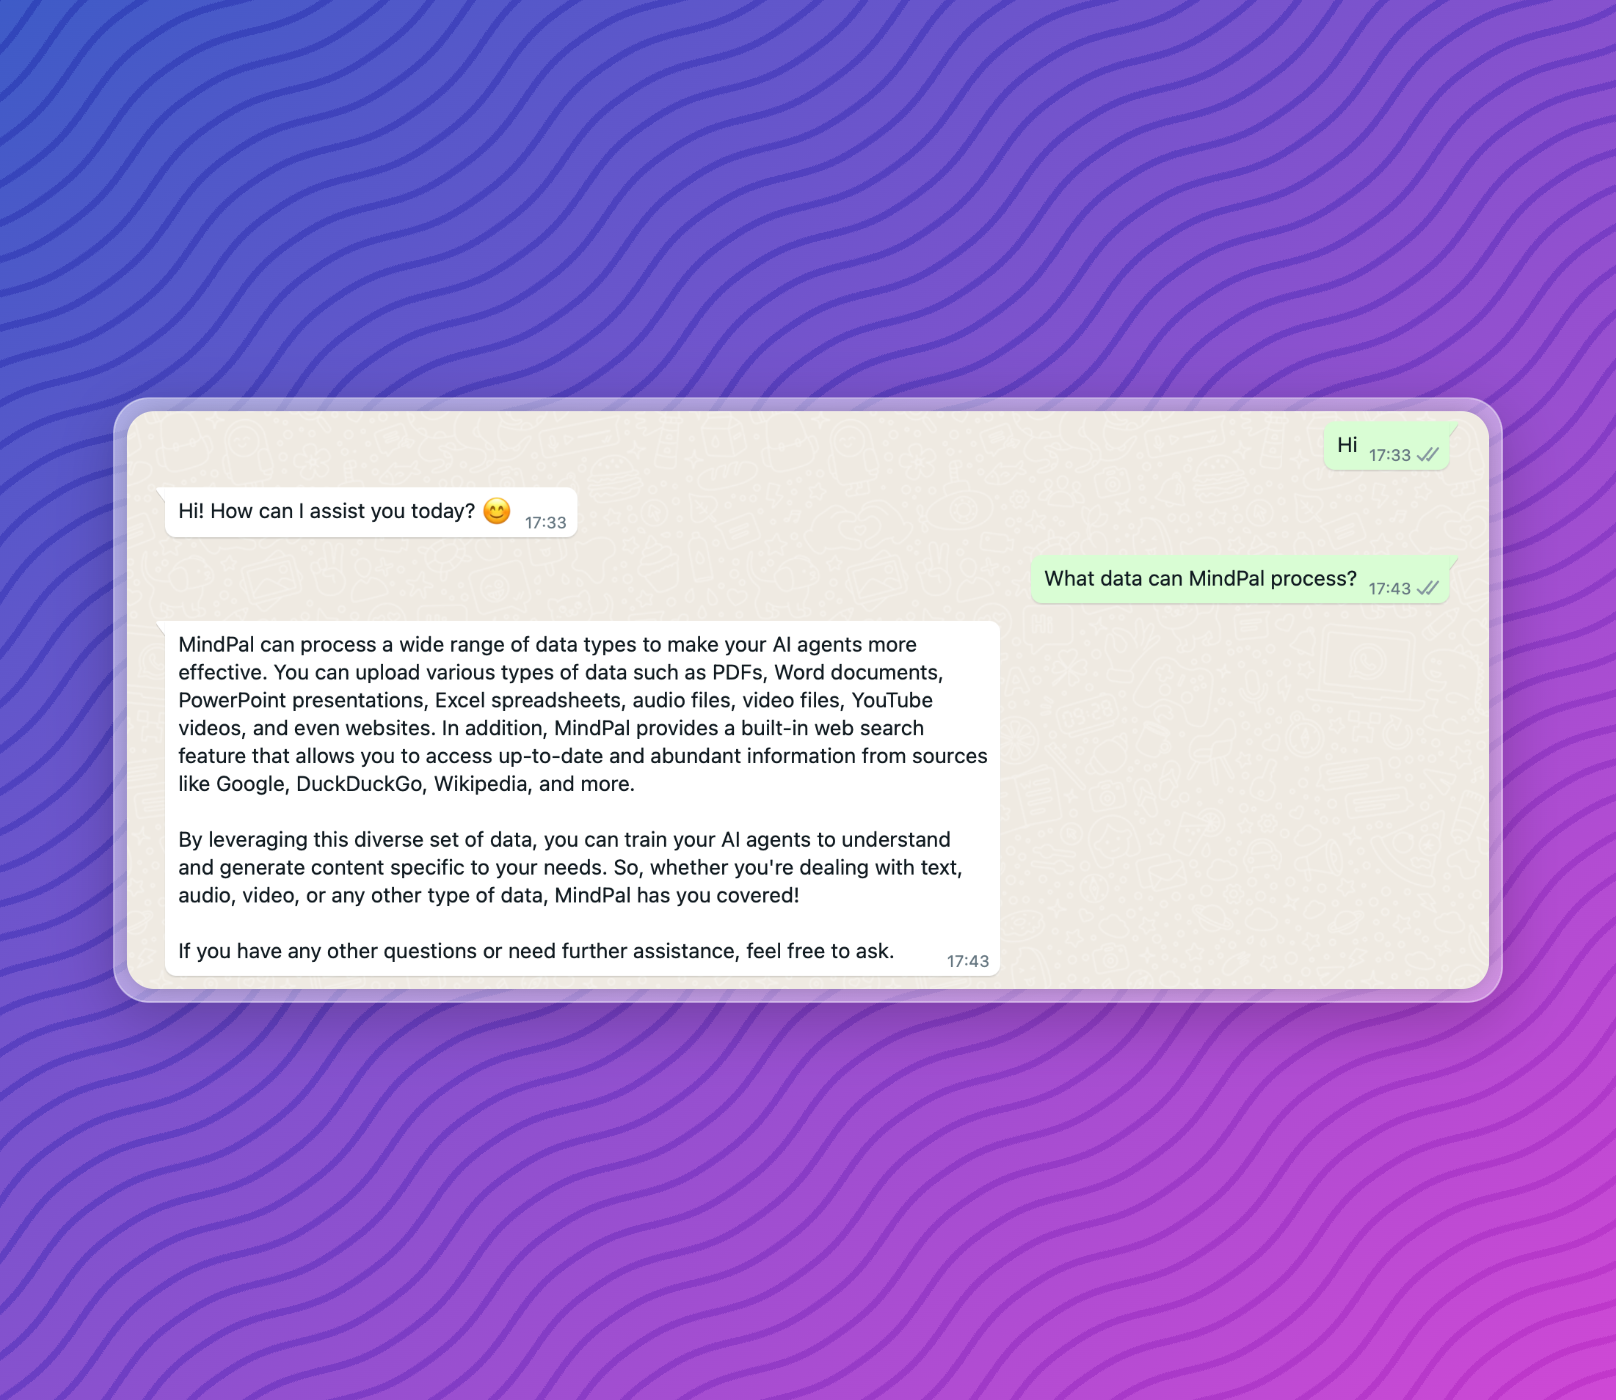 Hi 17:33
Hi! How can I assist you today? 😊 17:33
What data can MindPal process? 17:43
MindPal can process a wide range of data types to make your AI agents more
effective. You can upload various types of data such as PDFs, Word documents,
PowerPoint presentations, Excel spreadsheets, audio files, video files, YouTube
videos, and even websites. In addition, MindPal provides a built-in web search
feature that allows you to access up-to-date and abundant information from sources
like Google, DuckDuckGo, Wikipedia, and more.
By leveraging this diverse set of data, you can train your AI agents to understand
and generate content specific to your needs. So, whether you're dealing with text,
audio, video, or any other type of data, MindPal has you covered!
If you have any other questions or need further assistance, feel free to ask. 17:43